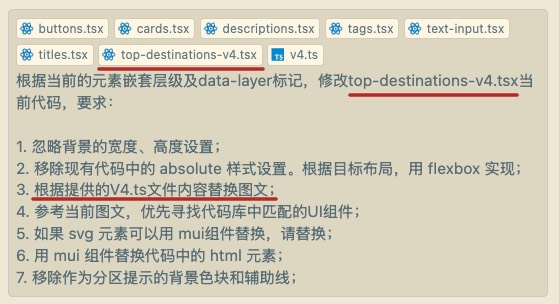 buttons.tsx cards.tsx descriptions.tsx tags.tsx text-input.tsx
titles.tsx top-destinations-v4.tsx TS v4.ts
根据当前的元素嵌套层级及data-layer标记，修改top-destinations-v4.tsx当
前代码，要求：
1. 忽略背景的宽度、高度设置；
2. 移除现有代码中的 absolute 样式设置。根据目标布局，用 flexbox 实现；
3. 根据提供的V4.ts文件内容替换图文；
4. 参考当前图文，优先寻找代码库中匹配的UI组件；
5. 如果 svg 元素可以用 mui组件替换，请替换；
6. 用 mui 组件替换代码中的 html 元素；
7. 移除作为分区提示的背景色块和辅助线；